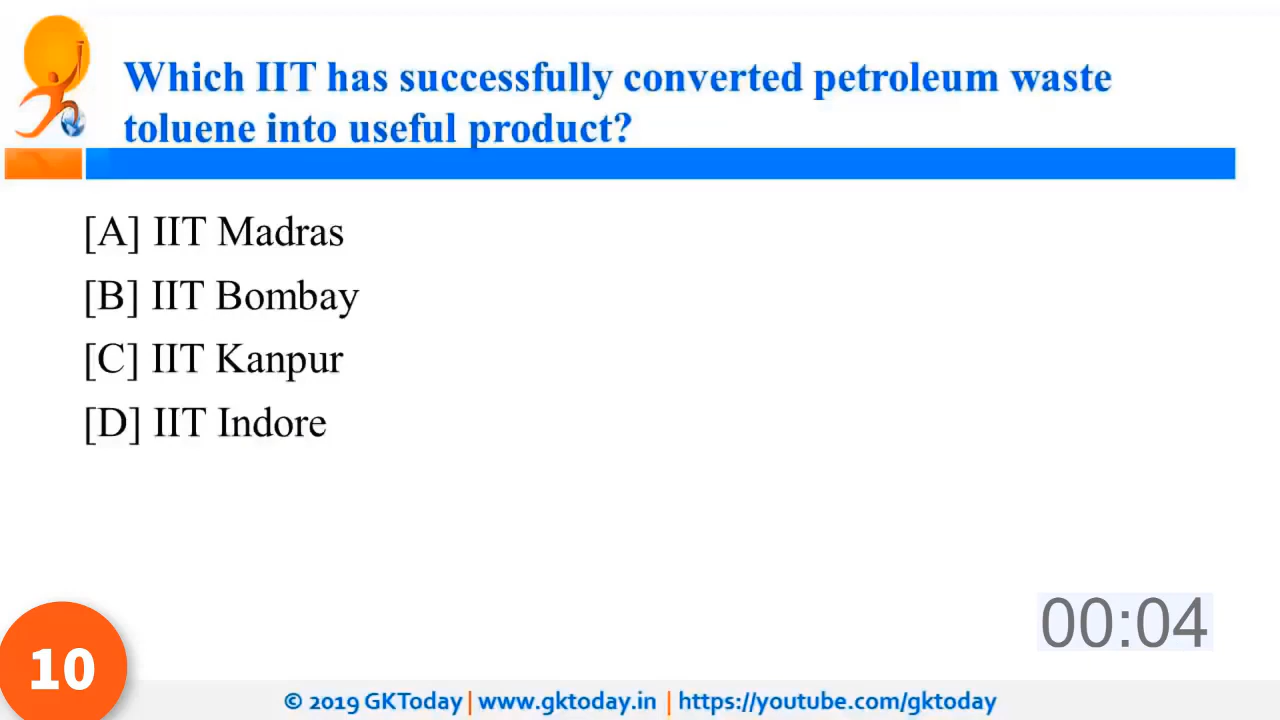 Which IIT has successfully converted petroleum waste
toluene into useful product?
[A] IIT Madras
[B] IIT Bombay
[C] IIT Kanpur
[D] IIT Indore
00:04
10
© 2019 GKToday | www.gktoday.in | https://youtube.com/gktoday